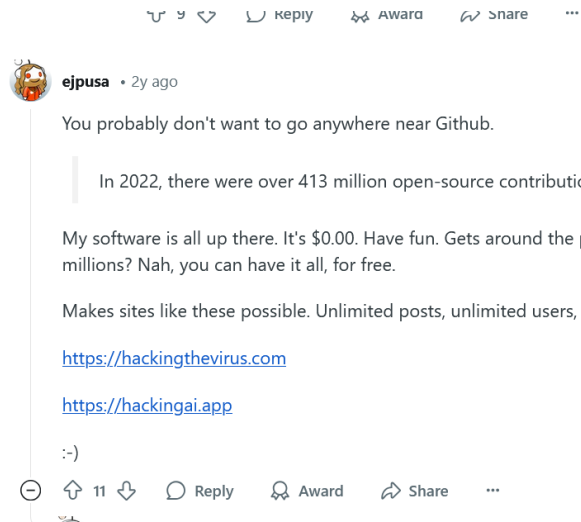 9 Reply Award Share ...
ejpusa • 2y ago
You probably don't want to go anywhere near Github.
In 2022, there were over 413 million open-source
My software is all up there. It's $0.00. Have fun. Gets around the
millions? Nah, you can have it all, for free.
Makes sites like these possible. Unlimited posts, unlimited users,
https://hackingthevirus.com
https://hackingai.app
:-)
11 Reply Award Share ...